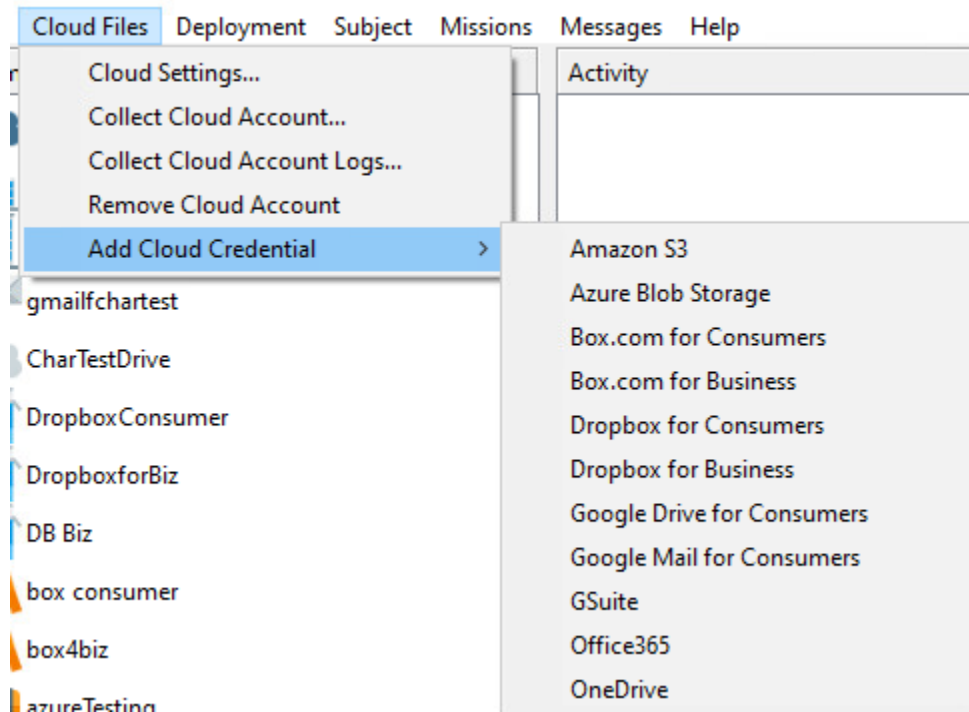 Cloud Files Deployment Subject Missions Messages Help
Cloud Settings...
Collect Cloud Account...
Collect Cloud Account Logs...
Remove Cloud Account
Add Cloud Credential >
Activity
Amazon S3
Azure Blob Storage
Box.com for Consumers
Box.com for Business
Dropbox for Consumers
Dropbox for Business
Google Drive for Consumers
Google Mail for Consumers
GSuite
Office365
OneDrive
gmailfchartest
CharTestDrive
DropboxConsumer
DropboxforBiz
DB Biz
box consumer
box4biz
azureTesting